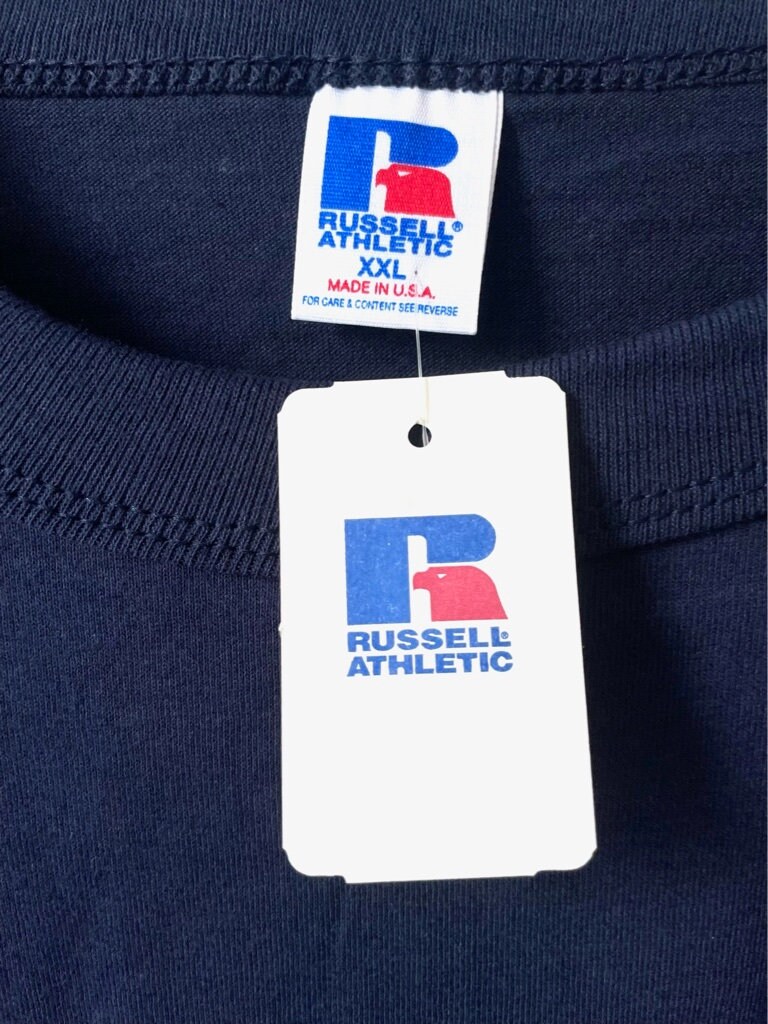 RUSSELL®
ATHLETIC
XXL
MADE IN U.S.A.
FOR CARE & CONTENT SEE REVERSE
RUSSELL®
ATHLETIC